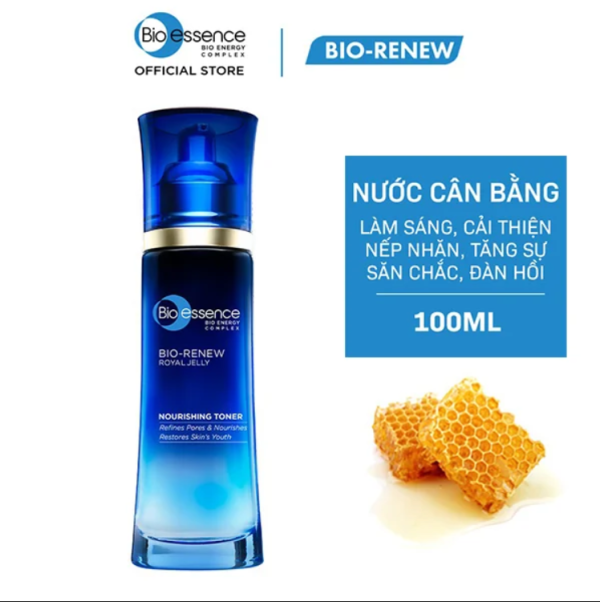 Bio essence
BIO ENERGY
COMPLEX
OFFICIAL STORE
BIO-RENEW
NƯỚC CÂN BẰNG
LÀM SÁNG, CẢI THIỆN
NẾP NHĂN, TĂNG SỰ
SĂN CHẮC, ĐÀN HỒI
100ML
Bio essence
BIO ENERGY
COMPLEX
BIO-RENEW
ROYAL JELLY
NOURISHING TONER
Refines Pores & Nourishes
Restores Skin's Youth